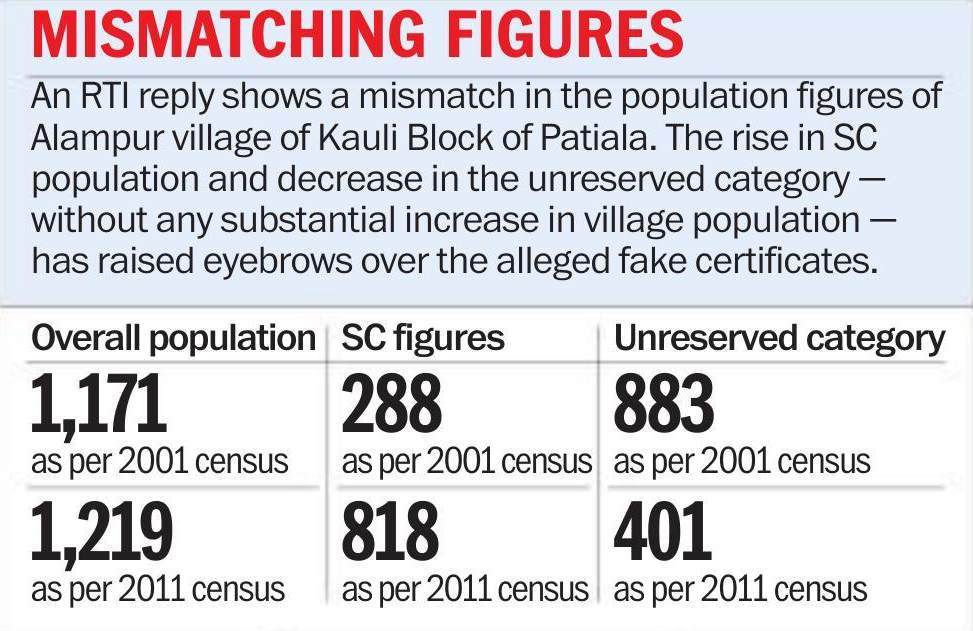 MISMATCHING FIGURES
An RTI reply shows a mismatch in the population figures of
Alampur village of Kauli Block of Patiala. The rise in SC
population and decrease in the unreserved category —
without any substantial increase in village population —
has raised eyebrows over the alleged fake certificates.
Overall population SC figures Unreserved category
1,171 288 883
as per 2001 census as per 2001 census as per 2001 census
1,219 818 401
as per 2011 census as per 2011 census as per 2011 census